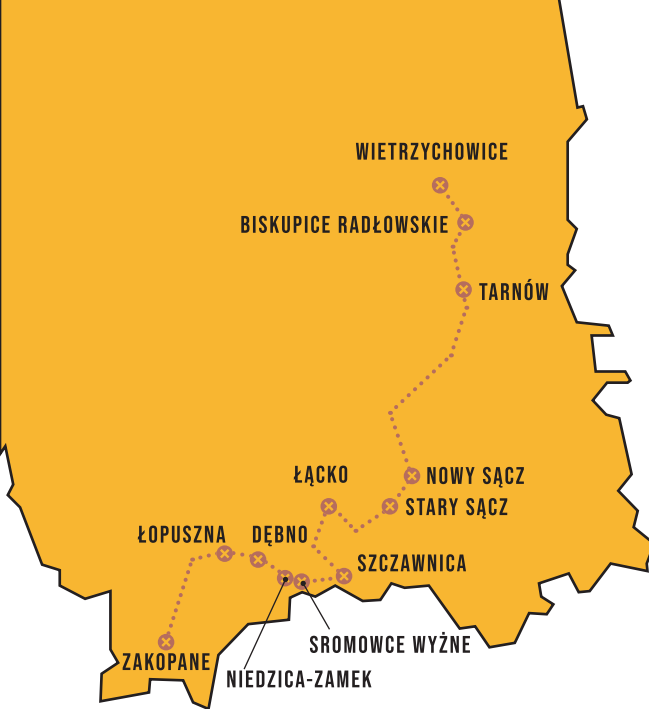 WIETRZYCHOWICE
BISKUPICE RADŁOWSKIE
TARNÓW
ŁĄCKO
NOWY SĄCZ
STARY SĄCZ
ŁOPUSZNA
DĘBNO
SZCZAWNICA
SROMOWCE WYŻNE
ZAKOPANE
NIEDZICA-ZAMEK